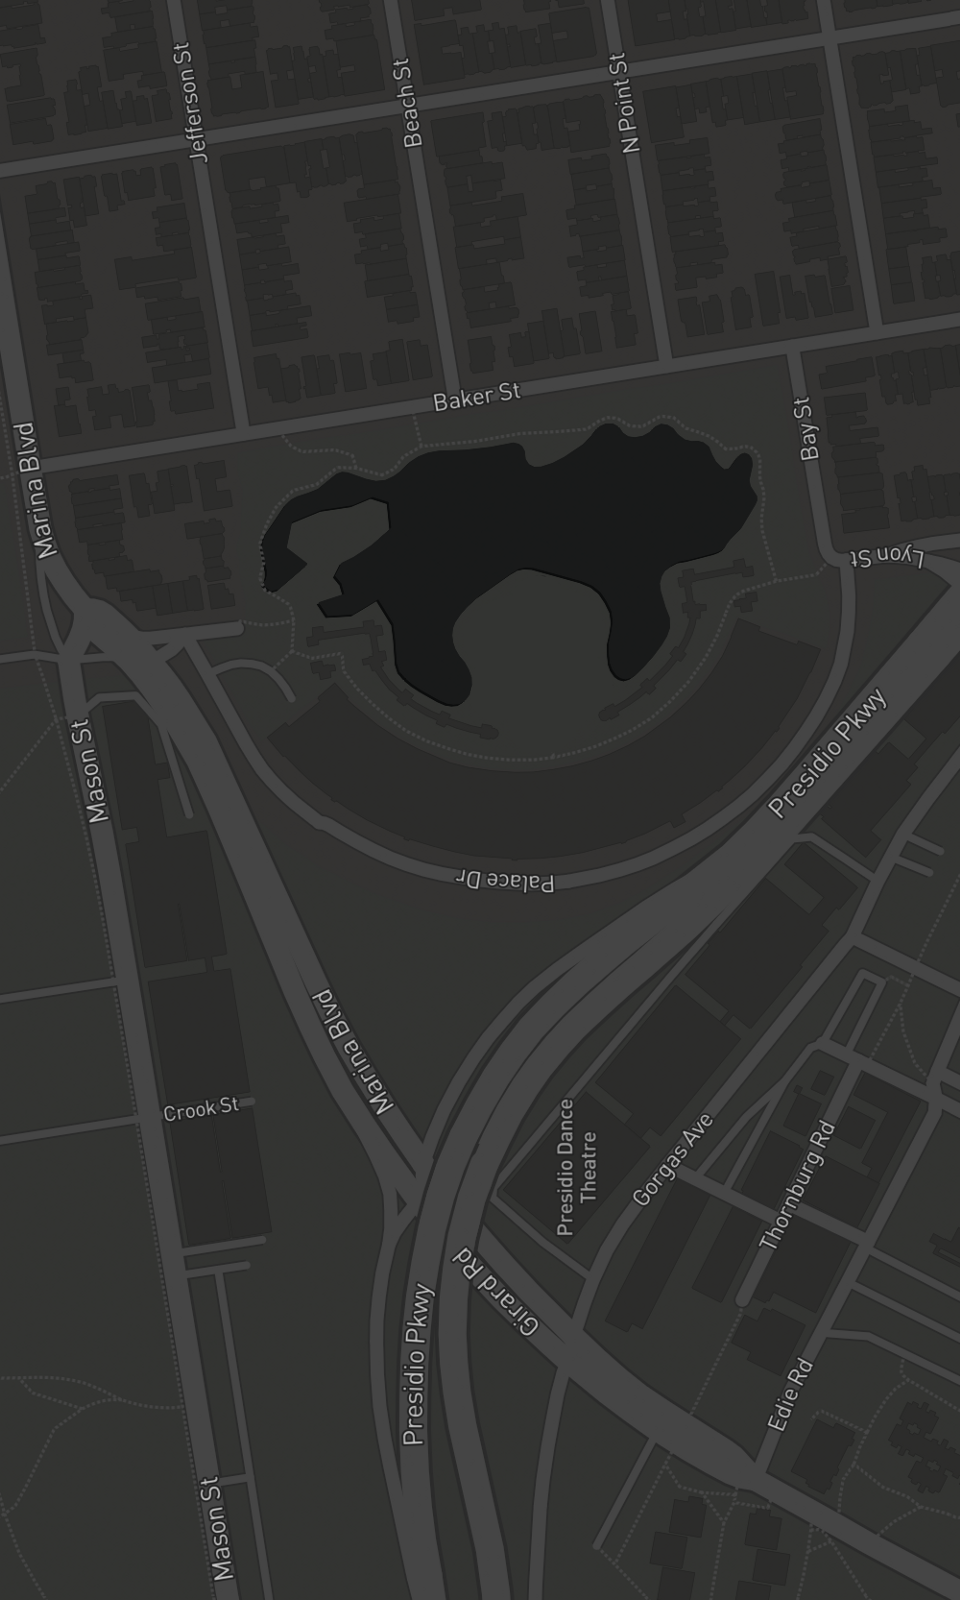 Jefferson St
Beach St
N Point St
Baker St
Bay St
Marina Blvd
Lyon St
Mason St
Presidio Pkwy
Palace Dr
Marina Blvd
Crook St
Presidio Dance
Theatre
Gorgas Ave
Thornburg Rd
Girard Rd
Presidio Pkwy
Edie Rd
Mason St